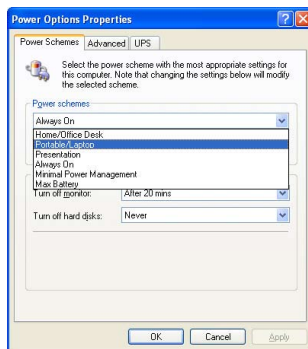 Power Options Properties
Power Schemes Advanced UPS
Select the power scheme with the most appropriate settings for
this computer. Note that changing the settings below will modify
the selected scheme.
Power schemes
Always On
Home/Office Desk
Portable/Laptop
Presentation
Always On
Minimal Power Management
Max Battery
Turn off monitor: After 20 mins
Turn off hard disks: Never
OK Cancel Apply